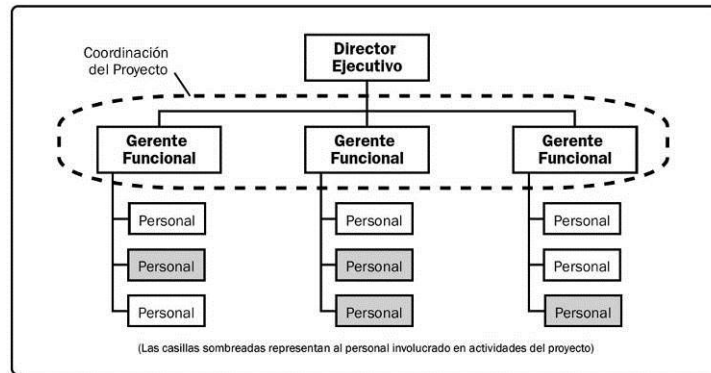 Coordinación
del Proyecto
Director
Ejecutivo
Gerente
Funcional
Gerente
Funcional
Gerente
Funcional
Personal
Personal
Personal
Personal
Personal
Personal
Personal
Personal
Personal
(Las casillas sombreadas representan al personal involucrado en actividades del proyecto)